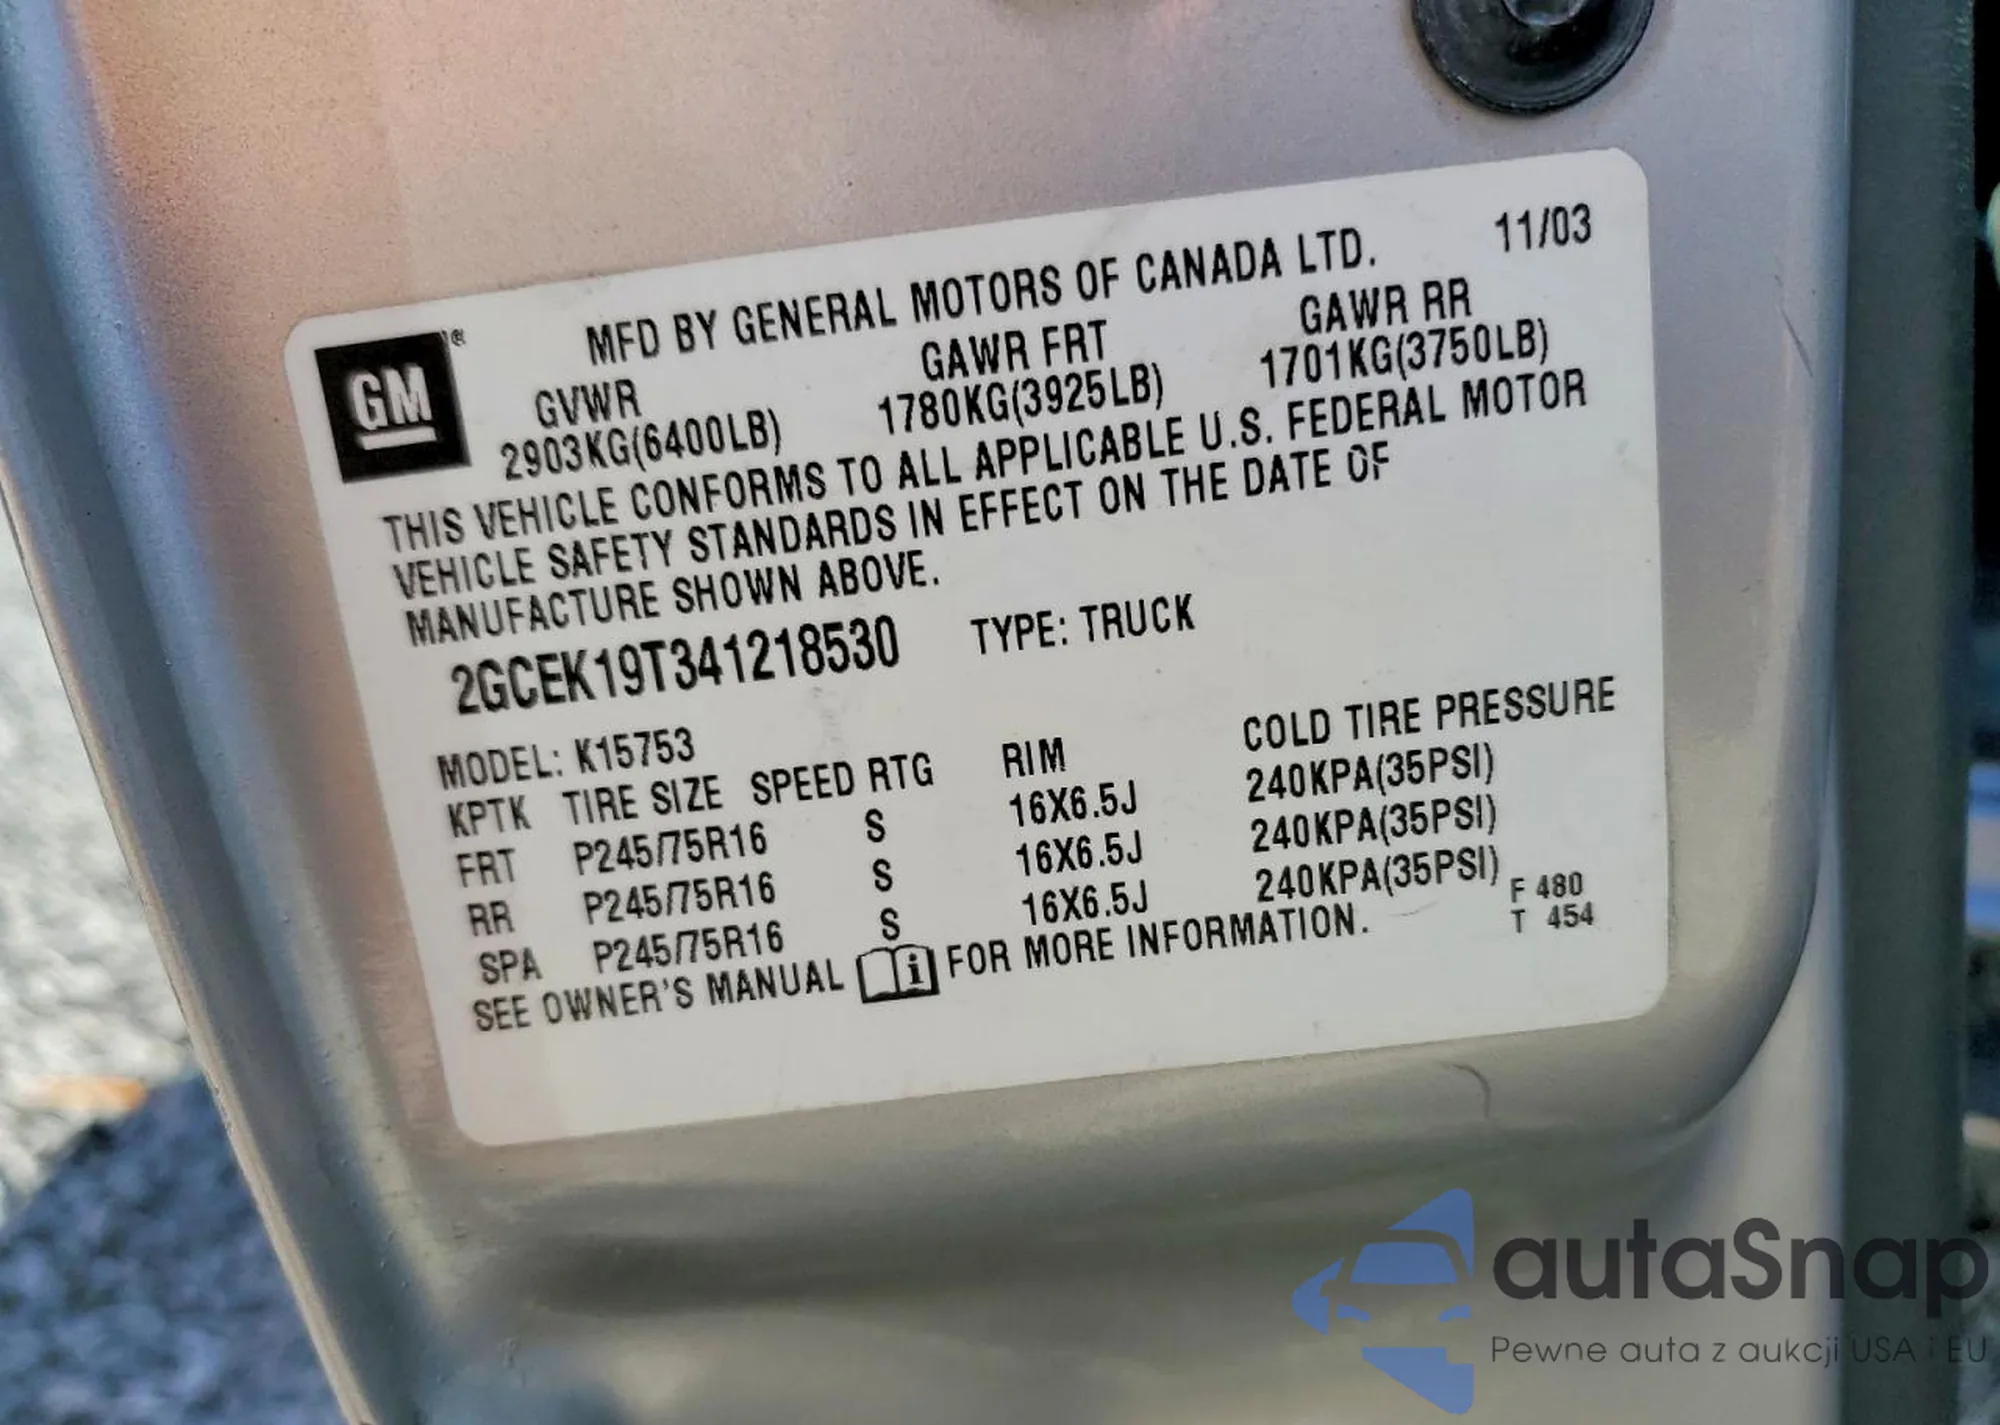 MFD BY GENERAL MOTORS OF CANADA LTD. 11/03
GM®
GVWR GAWR FRT GAWR RR
2903KG(6400LB) 1780KG(3925LB) 1701KG(3750LB)
THIS VEHICLE CONFORMS TO ALL APPLICABLE U.S. FEDERAL MOTOR
VEHICLE SAFETY STANDARDS IN EFFECT ON THE DATE OF
MANUFACTURE SHOWN ABOVE.
2GCEK19T341218530 TYPE: TRUCK
MODEL: K15753
KPTK TIRE SIZE SPEED RTG RIM COLD TIRE PRESSURE
FRT P245/75R16 S 16X6.5J 240KPA(35PSI)
RR P245/75R16 S 16X6.5J 240KPA(35PSI)
SPA P245/75R16 S 16X6.5J 240KPA(35PSI)
SEE OWNER'S MANUAL i FOR MORE INFORMATION.
F 480
T 454
autaSnap
Pewne auta z aukcji USA i EU